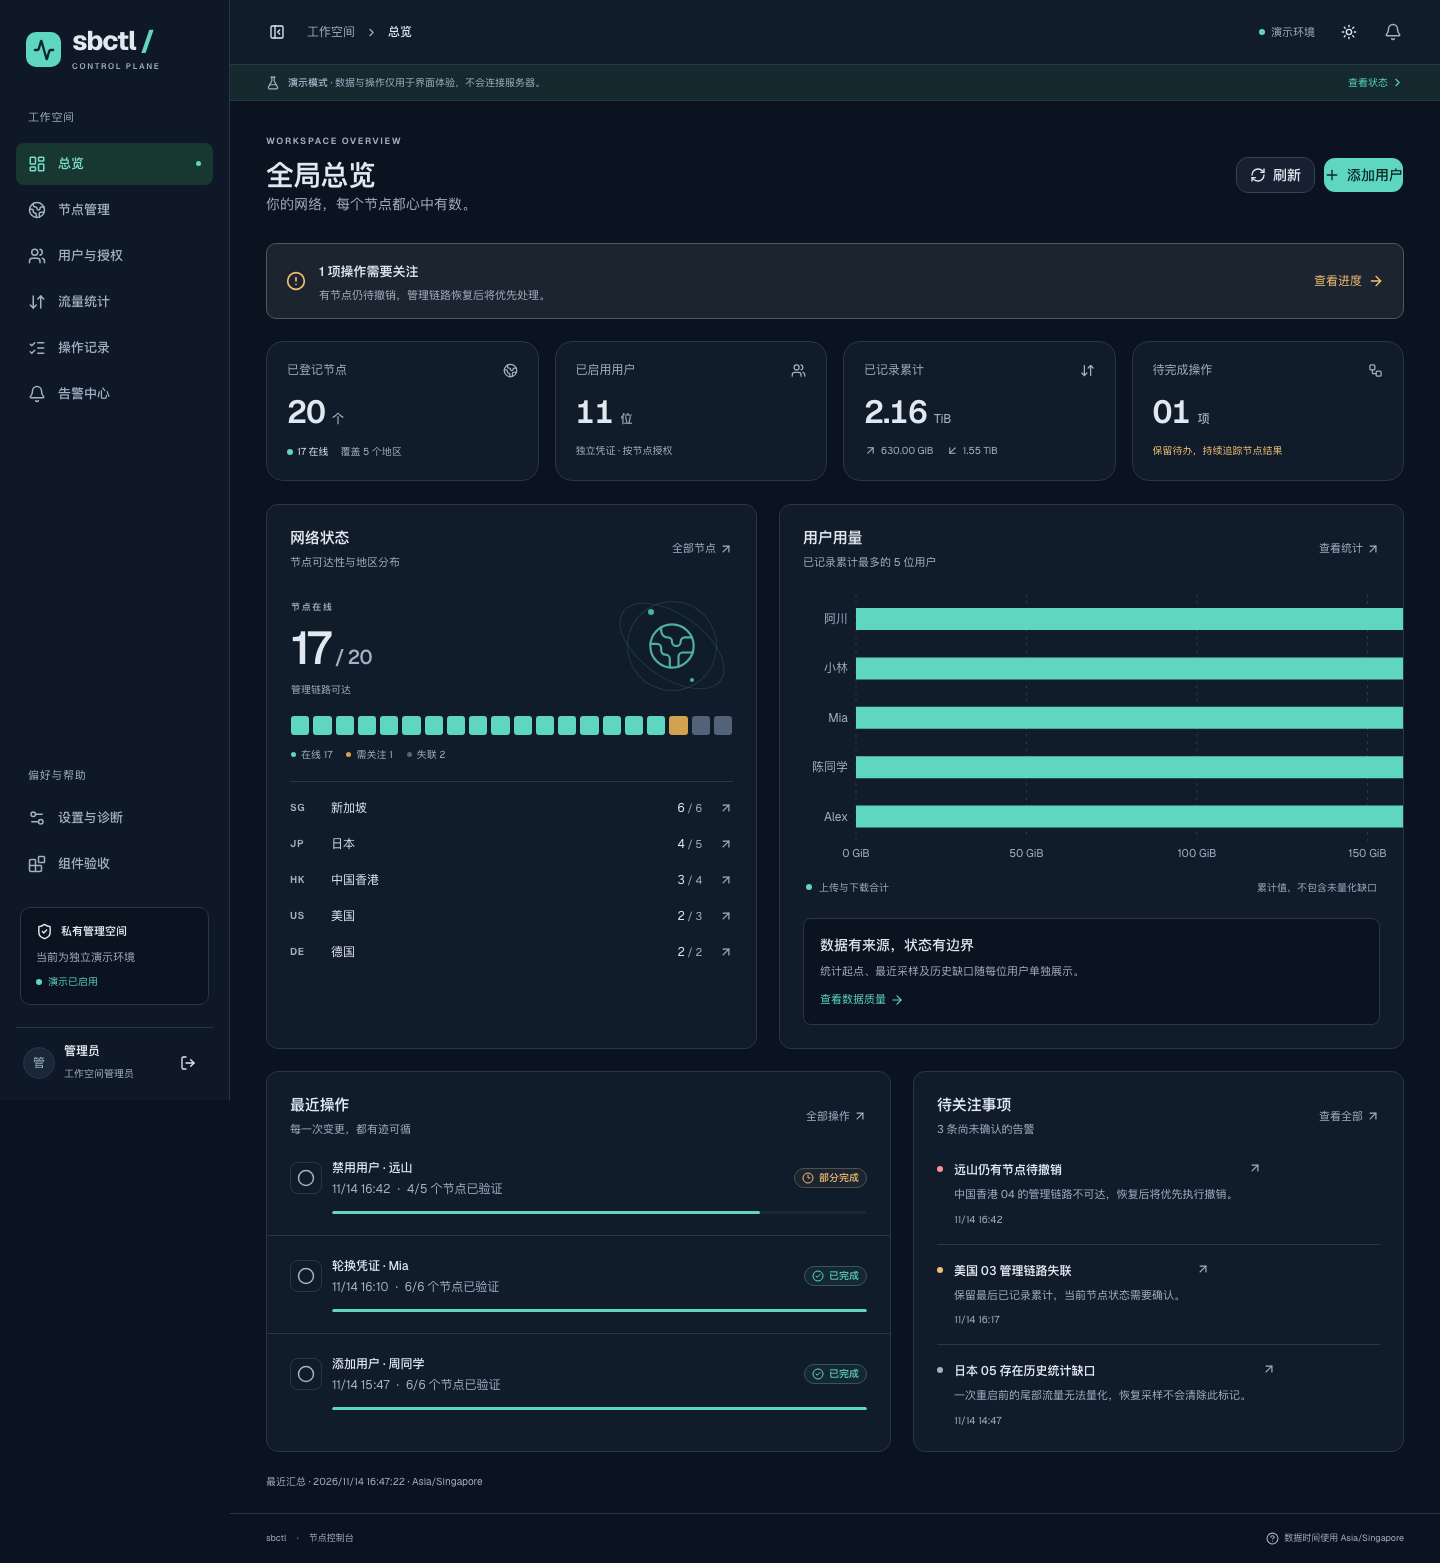 sbctl /
CONTROL PLANE
工作空间
总览
节点管理
用户与授权
流量统计
操作记录
告警中心
偏好与帮助
设置与诊断
组件验收
私有管理空间
当前为独立演示环境
演示已启用
管
管理员
工作空间管理员
工作空间 > 总览
演示环境
演示模式 · 数据与操作仅用于界面体验，不会连接服务器。
查看状态
WORKSPACE OVERVIEW
全局总览
你的网络，每个节点都心中有数。
刷新
添加用户
1 项操作需要关注
有节点仍待撤销，管理链路恢复后将优先处理。
查看进度
已登记节点
20 个
17 在线 覆盖 5 个地区
已启用用户
11 位
独立凭证 · 按节点授权
已记录累计
2.16 TiB
630.00 GiB 1.55 TiB
待完成操作
01 项
保留待办，持续追踪节点结果
网络状态
节点可达性与地区分布
全部节点
节点在线
17 / 20
管理链路可达
在线 17 需关注 1 失联 2
SG 新加坡 6 / 6
JP 日本 4 / 5
HK 中国香港 3 / 4
US 美国 2 / 3
DE 德国 2 / 2
用户用量
已记录累计最多的 5 位用户
查看统计
阿川
小林
Mia
陈同学
Alex
0 GiB 50 GiB 100 GiB 150 GiB
上传与下载合计
累计值，不包含未量化缺口
数据有来源，状态有边界
统计起点、最近采样及历史缺口随每位用户单独展示。
查看数据质量
最近操作
每一次变更，都有迹可循
全部操作
禁用用户 · 远山
11/14 16:42 · 4/5 个节点已验证
部分完成
轮换凭证 · Mia
11/14 16:10 · 6/6 个节点已验证
已完成
添加用户 · 周同学
11/14 15:47 · 6/6 个节点已验证
已完成
待关注事项
3 条尚未确认的告警
查看全部
远山仍有节点待撤销
中国香港 04 的管理链路不可达，恢复后将优先执行撤销。
11/14 16:42
美国 03 管理链路失联
保留最后已记录累计，当前节点状态需要确认。
11/14 16:17
日本 05 存在历史统计缺口
一次重启前的尾部流量无法量化，恢复采样不会清除此标记。
11/14 14:47
最近汇总 · 2026/11/14 16:47:22 · Asia/Singapore
sbctl · 节点控制台
数据时间使用 Asia/Singapore